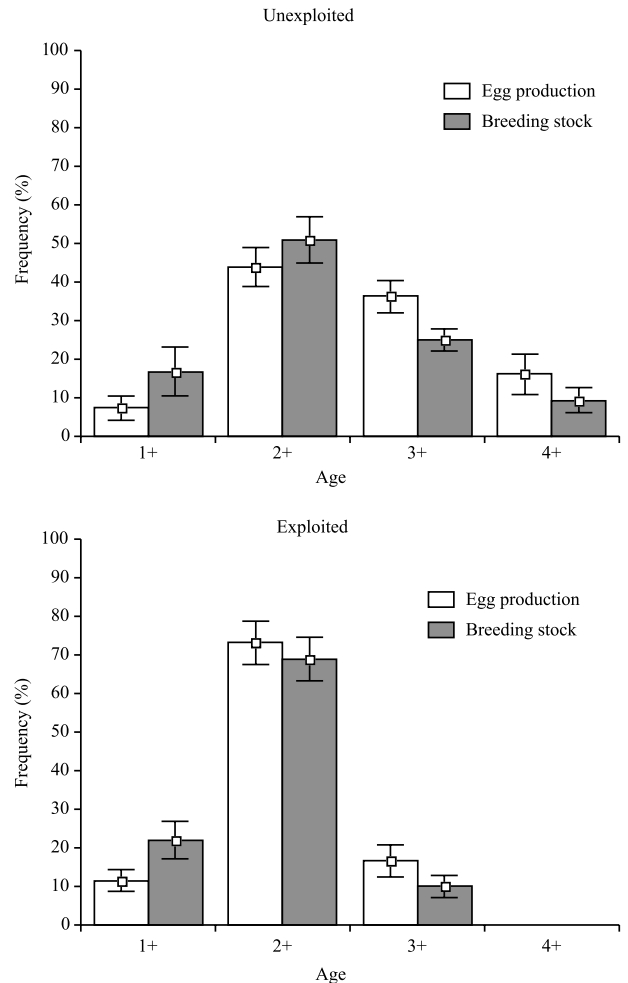 Unexploited
100
90
80
70
60
50
40
30
20
10
0
Frequency (%)
Egg production
Breeding stock
1+ 2+ 3+ 4+
Age
Exploited
100
90
80
70
60
50
40
30
20
10
0
Frequency (%)
Egg production
Breeding stock
1+ 2+ 3+ 4+
Age